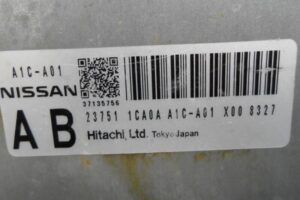 A1C-A01
NISSAN
37135756
AB
23751 1CA0A A1C-A01 X00 8327
Hitachi, Ltd. Tokyo Japan